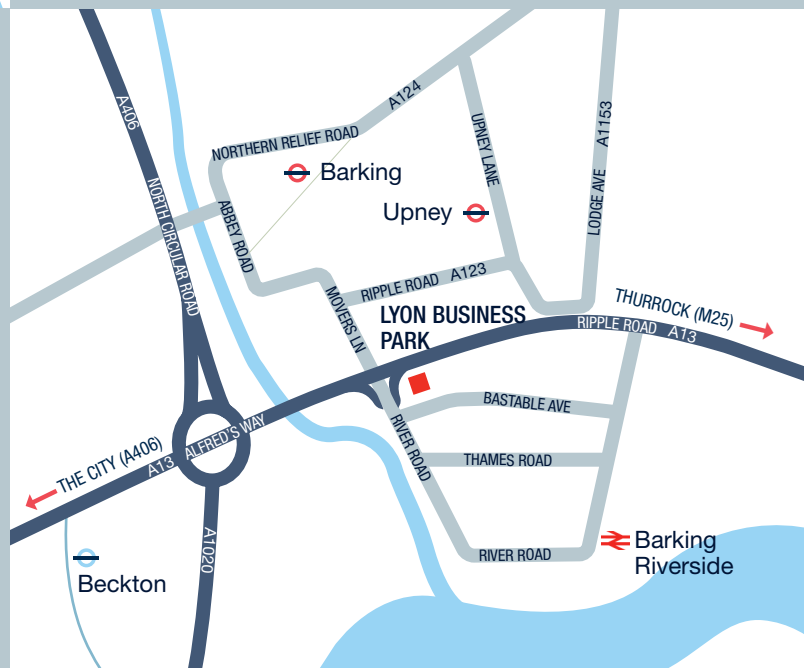 A406
A124
NORTHERN RELIEF ROAD
UPNEY LANE
A1153
LODGE AVE
Barking
NORTH CIRCULAR ROAD
ABBEY ROAD
Upney
RIPPLE ROAD A123
MOVERS LN
LYON BUSINESS
PARK
THURROCK (M25)
RIPPLE ROAD A13
BASTABLE AVE
RIVER ROAD
A13 ALFRED'S WAY
THE CITY (A406)
THAMES ROAD
A1020
RIVER ROAD
Barking
Riverside
Beckton